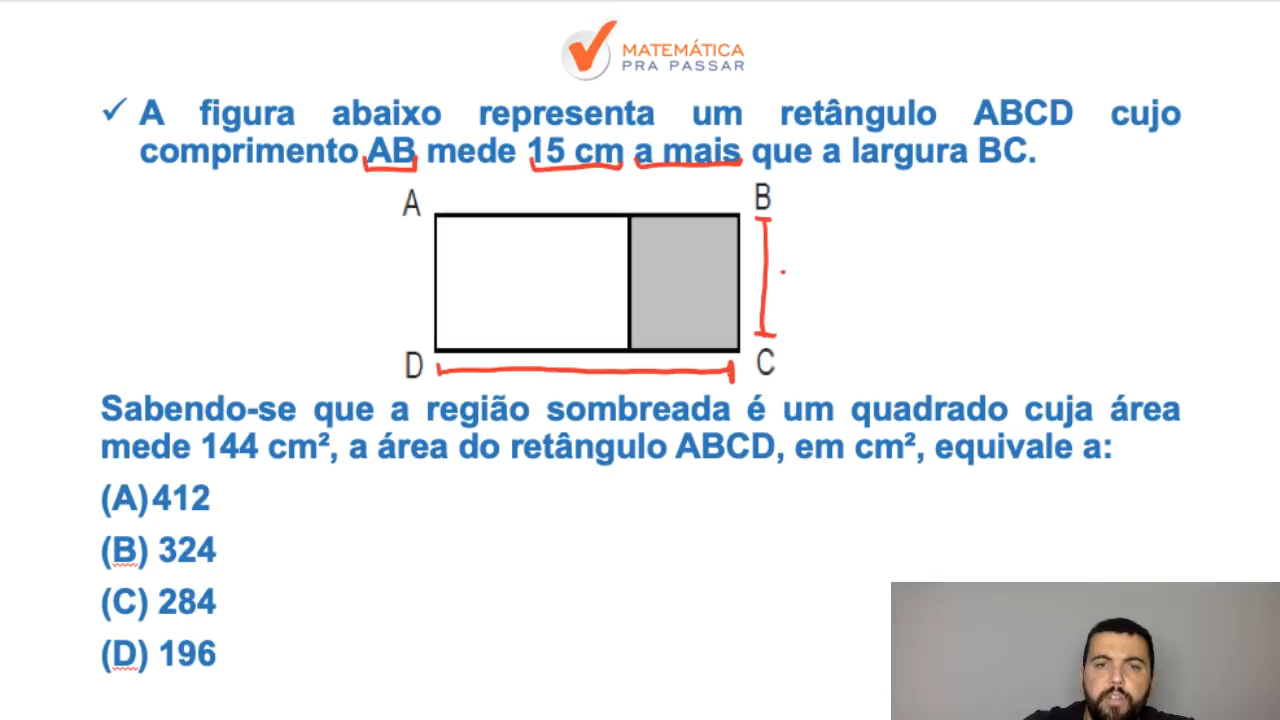 MATEMÁTICA
PRA PASSAR
✓ A figura abaixo representa um retângulo ABCD cujo
comprimento AB mede 15 cm a mais que a largura BC.
A B
D C
Sabendo-se que a região sombreada é um quadrado cuja área
mede 144 cm², a área do retângulo ABCD, em cm², equivale a:
(A) 412
(B) 324
(C) 284
(D) 196